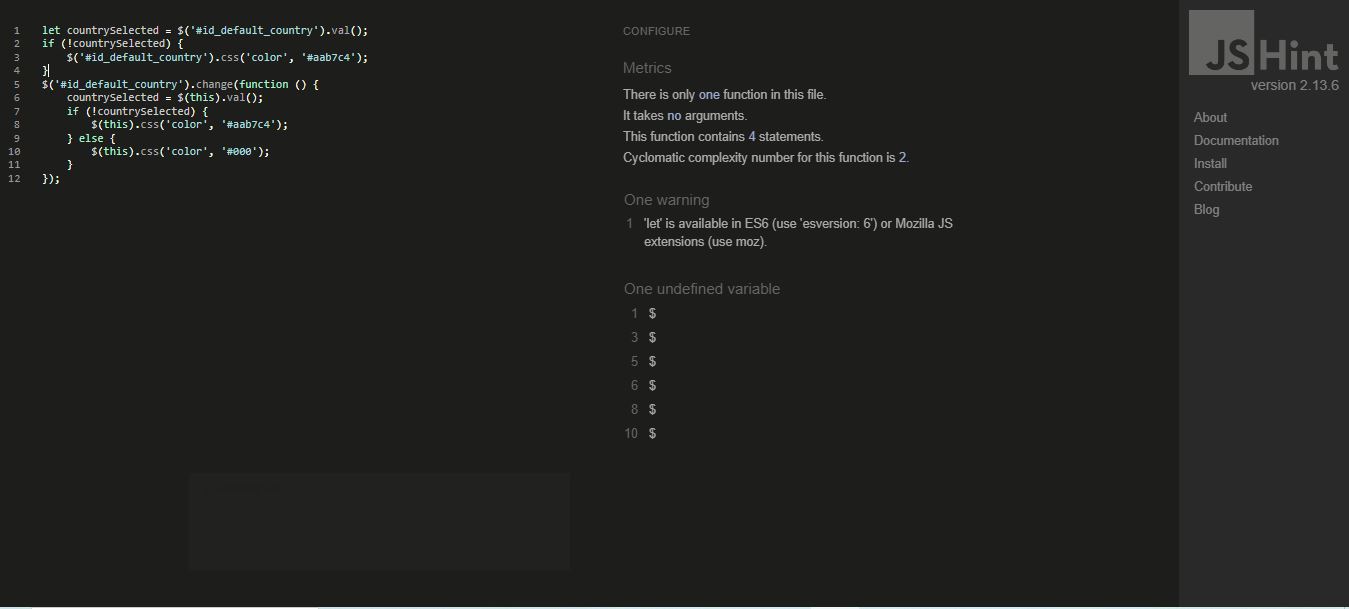 1 let countrySelected = $('#id_default_country').val();
2 if (!countrySelected) {
3 $('#id_default_country').css('color', '#aab7c4');
4 }
5 $('#id_default_country').change(function () {
6 countrySelected = $(this).val();
7 if (!countrySelected) {
8 $(this).css('color', '#aab7c4');
9 } else {
10 $(this).css('color', '#000');
11 }
12 });
CONFIGURE
Metrics
There is only one function in this file.
It takes no arguments.
This function contains 4 statements.
Cyclomatic complexity number for this function is 2.
One warning
1 'let' is available in ES6 (use 'esversion: 6') or Mozilla JS
extensions (use moz).
One undefined variable
1 $
3 $
5 $
6 $
8 $
10 $
JSHint
version 2.13.6
About
Documentation
Install
Contribute
Blog